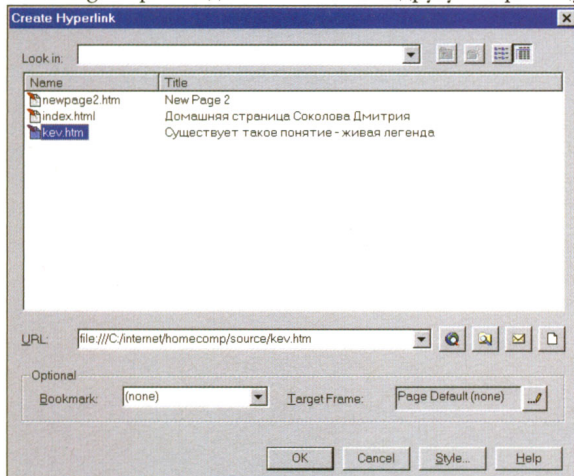 Create Hyperlink
Look in:
Name Title
newpage2.htm New Page 2
index.html Домашняя страница Соколова Дмитрия
kev.htm Существует такое понятие - живая легенда
URL: file:///C:/internet/homecomp/source/kev.htm
Optional
Bookmark: (none) Target Frame: Page Default (none)
OK Cancel Style... Help